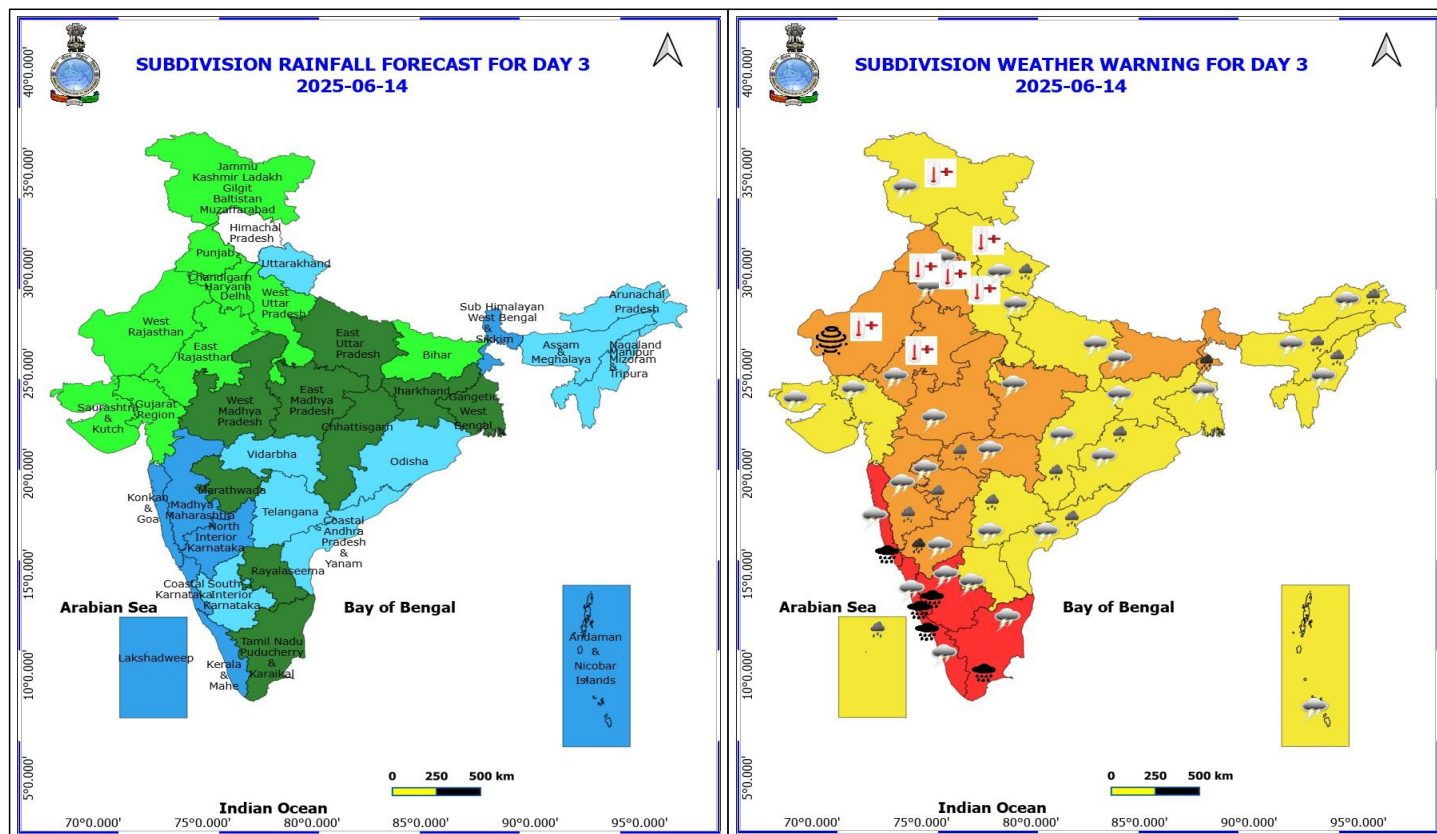 SUBDIVISION RAINFALL FORECAST FOR DAY 3
2025-06-14
40°0.000'
35°0.000'
30°0.000'
25°0.000'
20°0.000'
15°0.000'
10°0.000'
5°0.000'
Jammu
Kashmir Ladakh
Gilgit
Baltistan
Muzaffarabad
Himachal
Pradesh
Punjab
Uttarakhand
Chandigarh
Haryana
Delhi
West
Uttar
Pradesh
West
Rajasthan
East
Rajasthan
East
Uttar
Pradesh
Bihar
Sub Himalayan
West Bengal
&
Sikkim
Arunachal
Pradesh
Assam
&
Meghalaya
Nagaland
Manipur
Mizoram
&
Tripura
Saurashtra
&
Kutch
Gujarat
Region
West
Madhya
Pradesh
East
Madhya
Pradesh
Jharkhand
Gangetic
West
Bengal
Chhattisgarh
Vidarbha
Odisha
Konkan
&
Goa
Madhya
Maharashtra
Marathwada
Telangana
North
Interior
Karnataka
Coastal
Andhra
Pradesh
&
Yanam
Rayalaseema
Coastal
Karnataka
South
Interior
Karnataka
Arabian Sea
Bay of Bengal
Lakshadweep
Kerala
&
Mahe
Tamil Nadu
Puducherry
&
Karaikal
Andaman
&
Nicobar
Islands
0 250 500 km
Indian Ocean
70°0.000' 75°0.000' 80°0.000' 85°0.000' 90°0.000' 95°0.000'
SUBDIVISION WEATHER WARNING FOR DAY 3
2025-06-14
40°0.000'
35°0.000'
30°0.000'
25°0.000'
20°0.000'
15°0.000'
10°0.000'
5°0.000'
Arabian Sea
Bay of Bengal
0 250 500 km
Indian Ocean
70°0.000' 75°0.000' 80°0.000' 85°0.000' 90°0.000' 95°0.000'